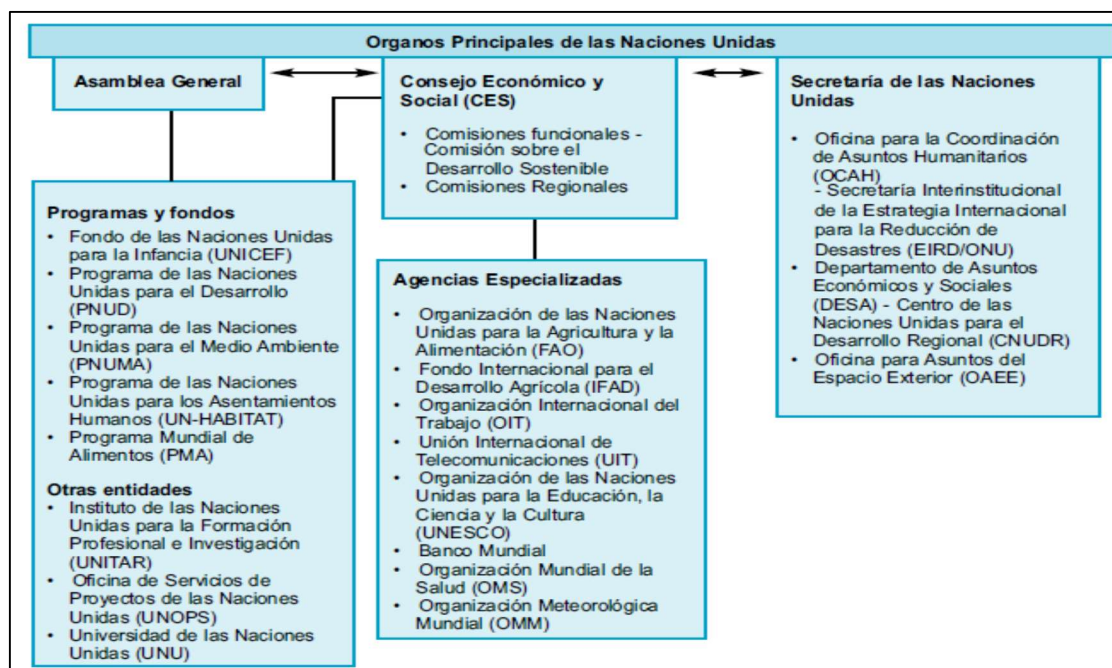 Organos Principales de las Naciones Unidas
Asamblea General
Consejo Económico y
Social (CES)
• Comisiones funcionales -
Comisión sobre el
Desarrollo Sostenible
• Comisiones Regionales
Secretaría de las Naciones
Unidas
• Oficina para la Coordinación
de Asuntos Humanitarios
(OCAH)
- Secretaría Interinstitucional
de la Estrategia Internacional
para la Reducción de
Desastres (EIRD/ONU)
• Departamento de Asuntos
Económicos y Sociales
(DESA) - Centro de las
Naciones Unidas para el
Desarrollo Regional (CNUDR)
• Oficina para Asuntos del
Espacio Exterior (OAEE)
Programas y fondos
• Fondo de las Naciones Unidas
para la Infancia (UNICEF)
• Programa de las Naciones
Unidas para el Desarrollo
(PNUD)
• Programa de las Naciones
Unidas para el Medio Ambiente
(PNUMA)
• Programa de las Naciones
Unidas para los Asentamientos
Humanos (UN-HABITAT)
• Programa Mundial de
Alimentos (PMA)
Otras entidades
• Instituto de las Naciones
Unidas para la Formación
Profesional e Investigación
(UNITAR)
• Oficina de Servicios de
Proyectos de las Naciones
Unidas (UNOPS)
• Universidad de las Naciones
Unidas (UNU)
Agencias Especializadas
• Organización de las Naciones
Unidas para la Agricultura y la
Alimentación (FAO)
• Fondo Internacional para el
Desarrollo Agrícola (IFAD)
• Organización Internacional del
Trabajo (OIT)
• Unión Internacional de
Telecomunicaciones (UIT)
• Organización de las Naciones
Unidas para la Educación, la
Ciencia y la Cultura
(UNESCO)
• Banco Mundial
• Organización Mundial de la
Salud (OMS)
• Organización Meteorológica
Mundial (OMM)